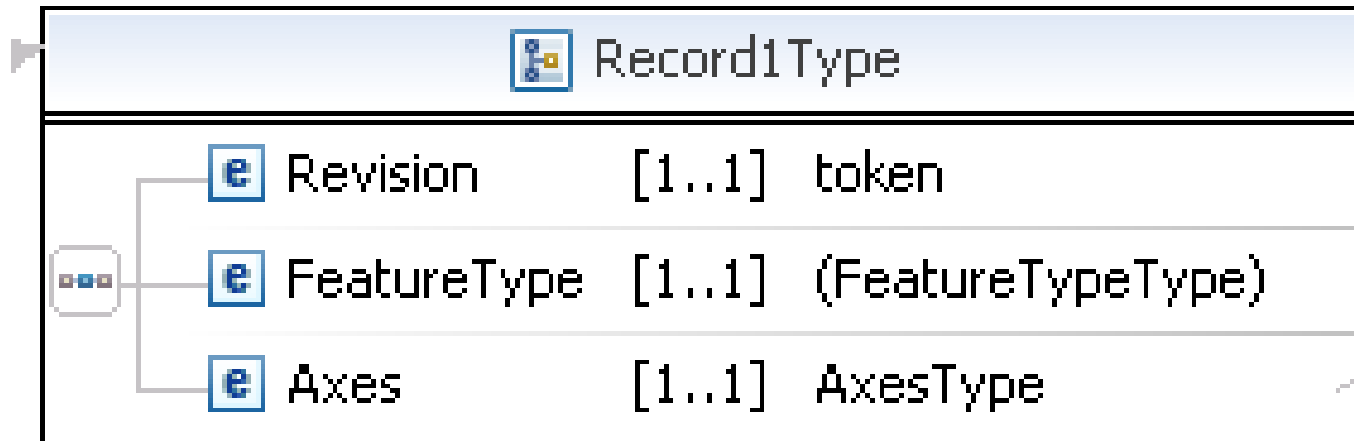 Record1Type
e Revision [1..1] token
e FeatureType [1..1] (FeatureTypeType)
e Axes [1..1] AxesType